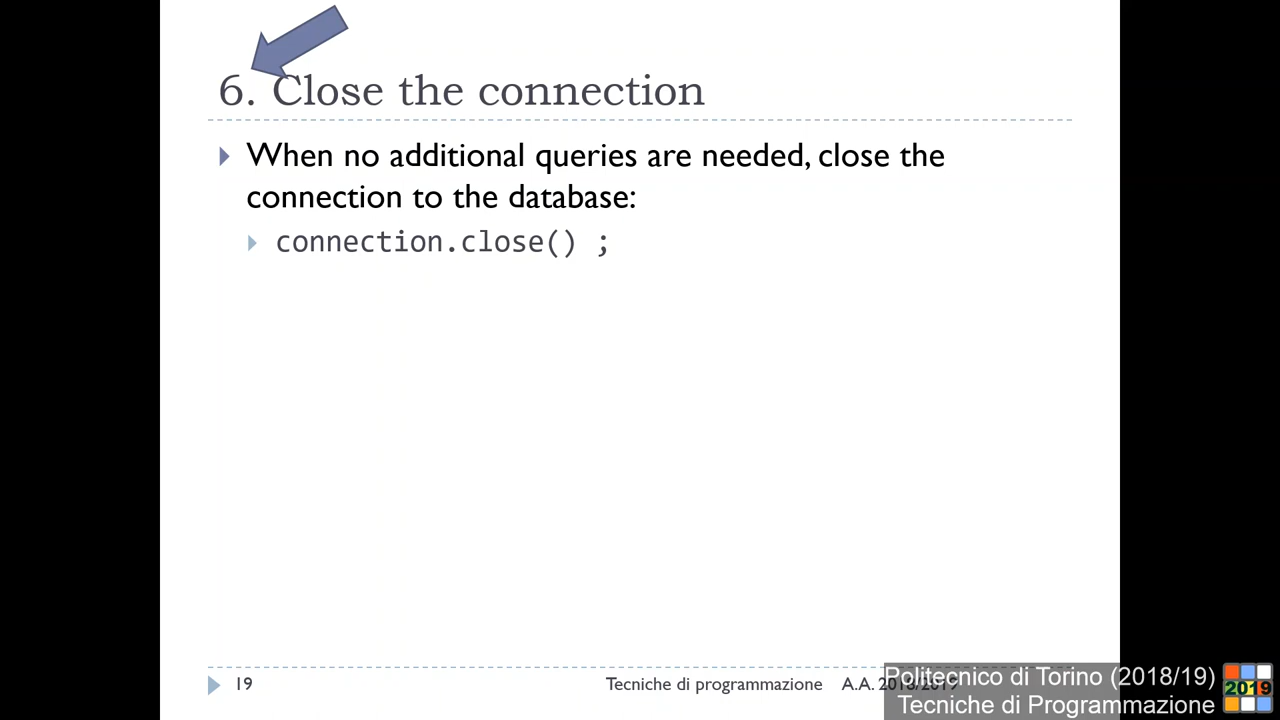 6. Close the connection
When no additional queries are needed, close the
connection to the database:
connection.close() ;
19
Tecniche di programmazione A.A. 2018/2019
Politecnico di Torino (2018/19)
Tecniche di Programmazione
2019